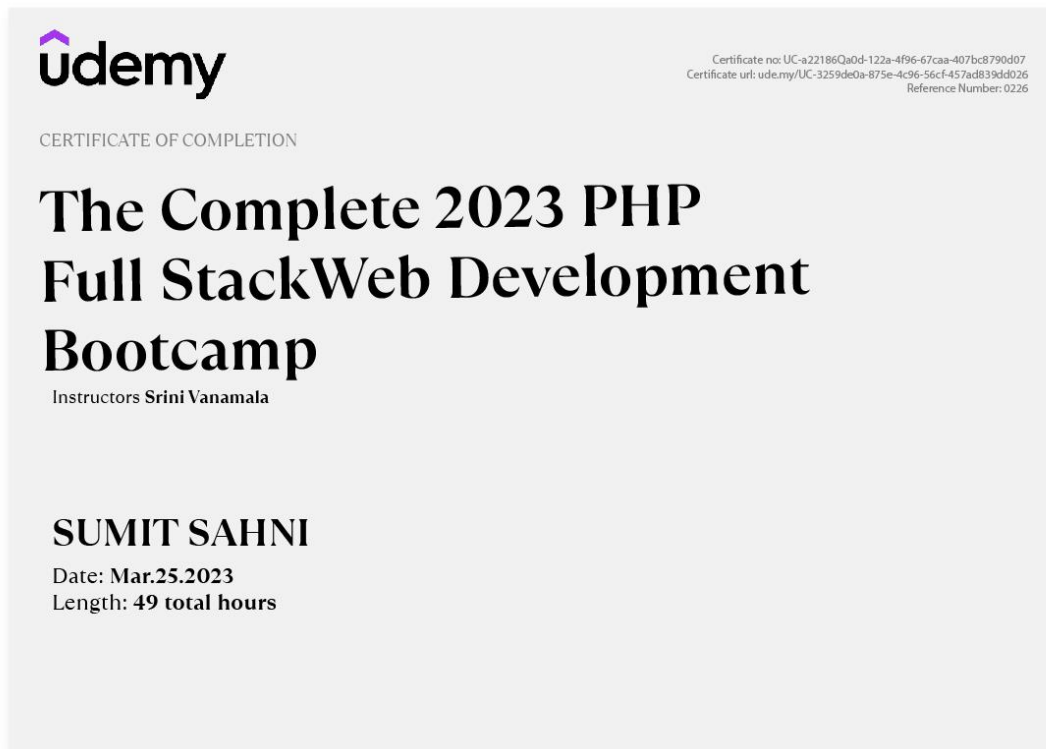 udemy
Certificate no: UC-a22186Qa0d-122a-4f96-67caa-407bc8790d07
Certificate url: ude.my/UC-3259de0a-875e-4c96-56cf-457ad839dd026
Reference Number: 0226
CERTIFICATE OF COMPLETION
The Complete 2023 PHP
Full StackWeb Development
Bootcamp
Instructors Srini Vanamala
SUMIT SAHNI
Date: Mar.25.2023
Length: 49 total hours